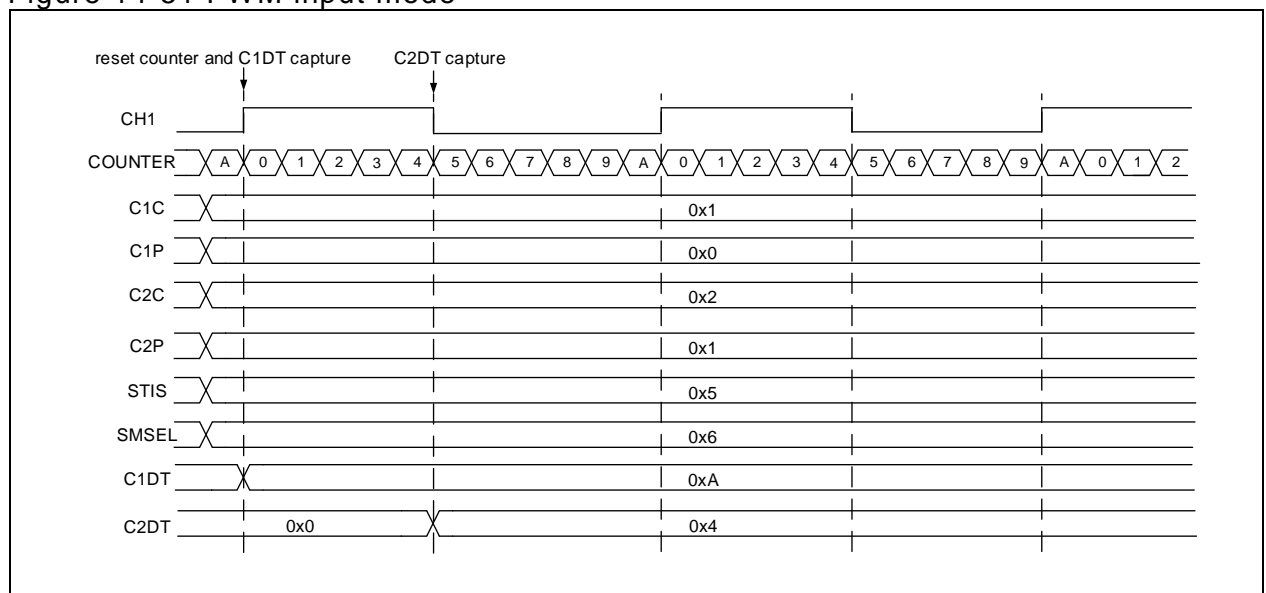 reset counter and C1DT capture C2DT capture
CH1
COUNTER A 0 1 2 3 4 5 6 7 8 9 A 0 1 2 3 4 5 6 7 8 9 A 0 1 2
C1C 0x1
C1P 0x0
C2C 0x2
C2P 0x1
STIS 0x5
SMSEL 0x6
C1DT 0xA
C2DT 0x0 0x4